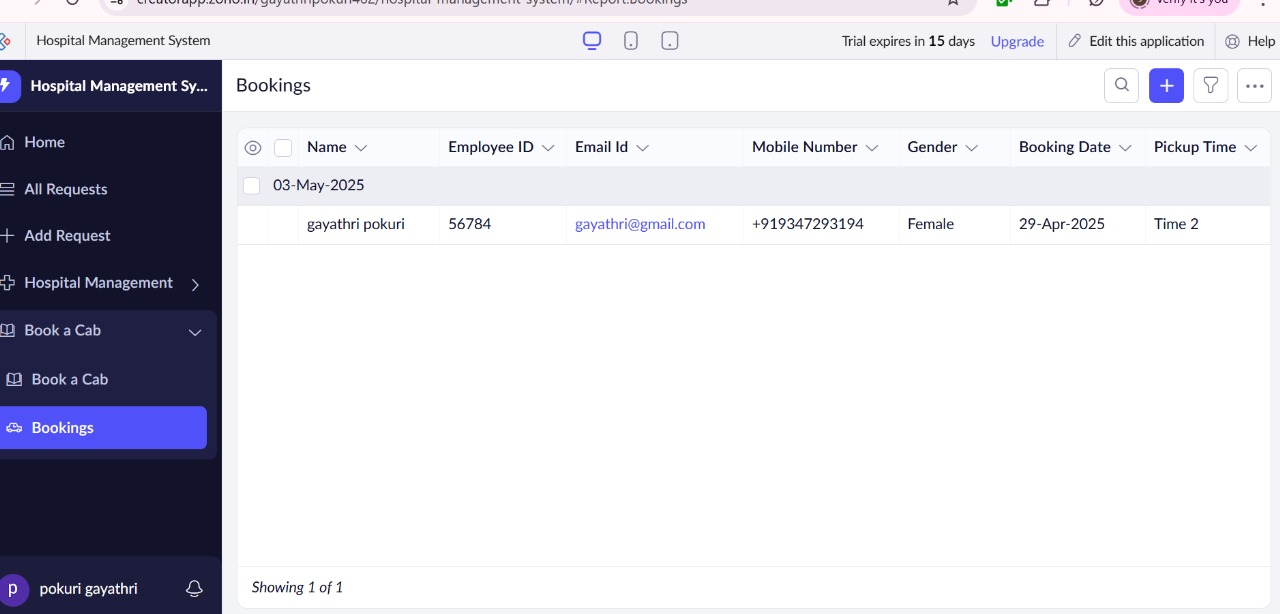 Hospital Management System
Trial expires in 15 days
Upgrade
Edit this application
Help
Hospital Management Sy...
Bookings
Home
All Requests
Add Request
Hospital Management
Book a Cab
Book a Cab
Bookings
p
pokuri gayathri
Name Employee ID Email Id Mobile Number Gender Booking Date Pickup Time
03-May-2025
gayathri pokuri 56784 gayathri@gmail.com +919347293194 Female 29-Apr-2025 Time 2
Showing 1 of 1